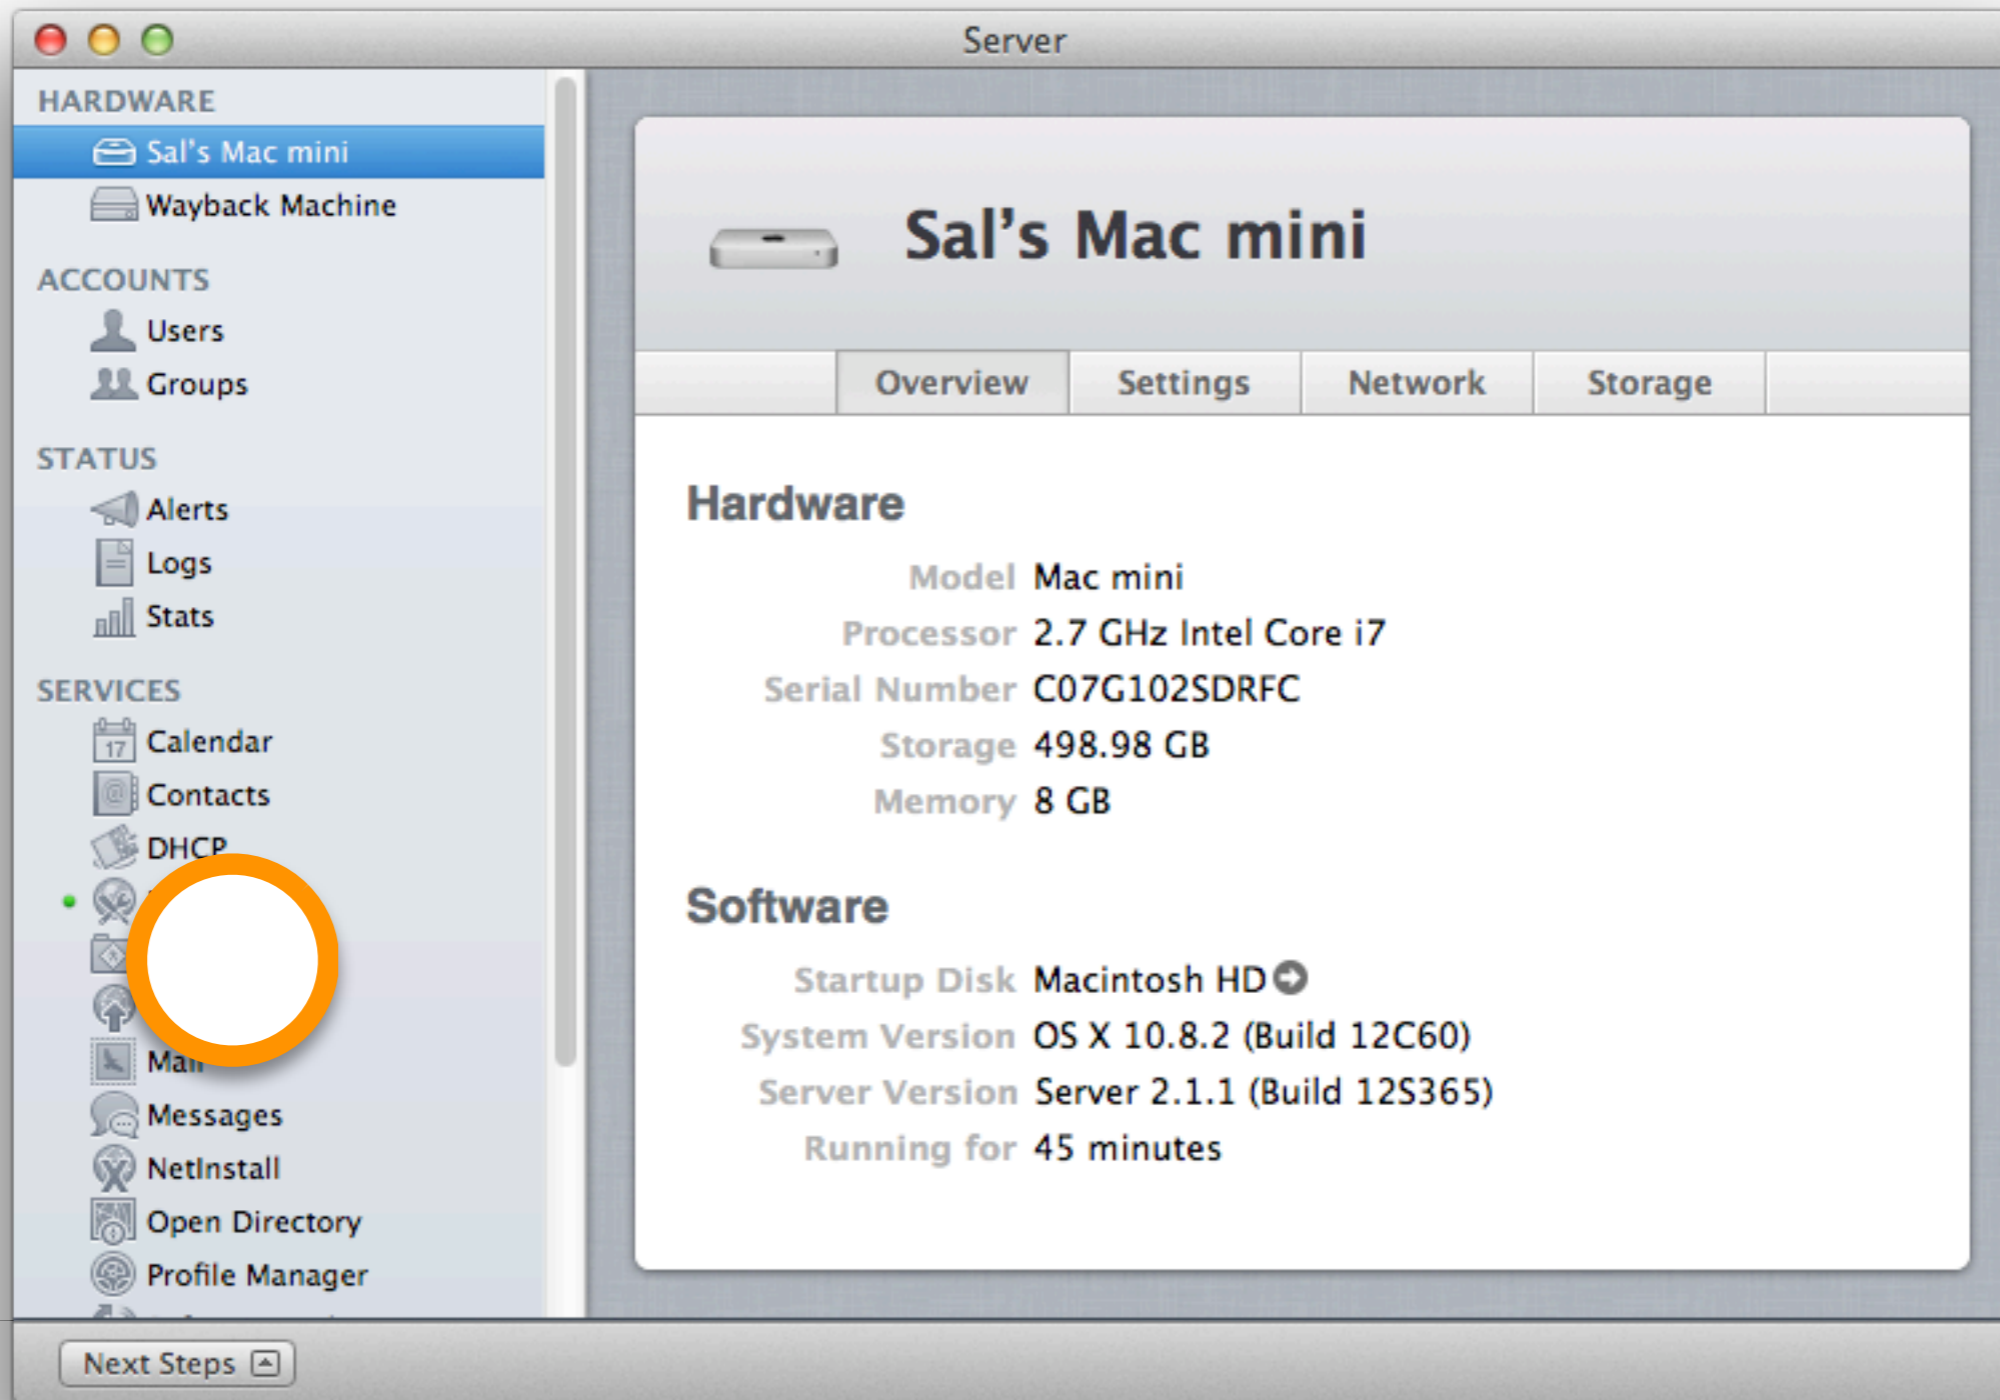 Server
HARDWARE
Sal's Mac mini
Wayback Machine
ACCOUNTS
Users
Groups
STATUS
Alerts
Logs
Stats
SERVICES
17
Calendar
Contacts
DHCP
Mail
Messages
NetInstall
Open Directory
Profile Manager
Next Steps
Sal's Mac mini
Overview Settings Network Storage
Hardware
Model Mac mini
Processor 2.7 GHz Intel Core i7
Serial Number C07G102SDRFC
Storage 498.98 GB
Memory 8 GB
Software
Startup Disk Macintosh HD
System Version OS X 10.8.2 (Build 12C60)
Server Version Server 2.1.1 (Build 12S365)
Running for 45 minutes